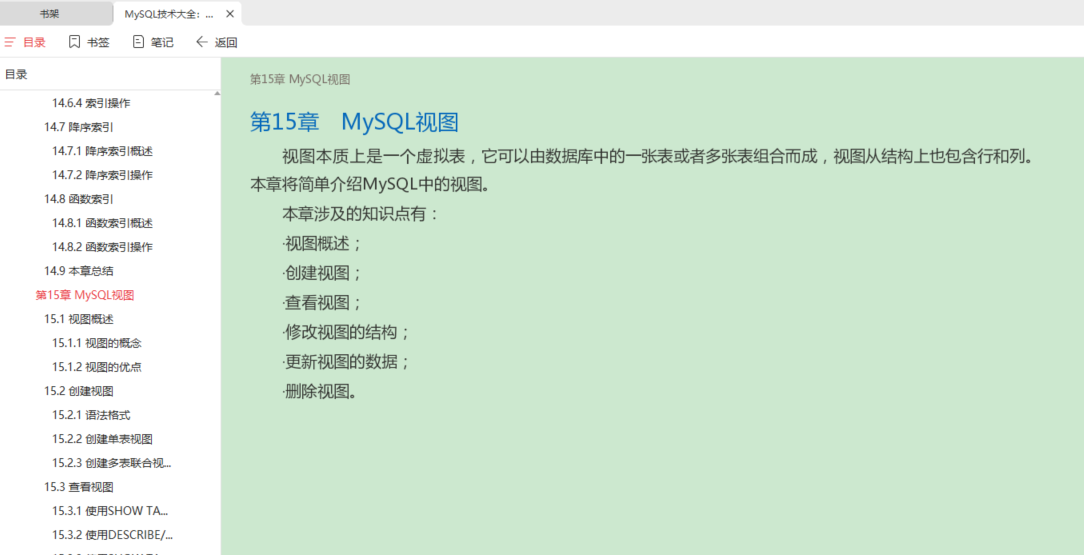 书架
MySQL技术大全：...
目录 书签 笔记 返回
目录
14.6.4 索引操作
14.7 降序索引
14.7.1 降序索引概述
14.7.2 降序索引操作
14.8 函数索引
14.8.1 函数索引概述
14.8.2 函数索引操作
14.9 本章总结
第15章 MySQL视图
15.1 视图概述
15.1.1 视图的概念
15.1.2 视图的优点
15.2 创建视图
15.2.1 语法格式
15.2.2 创建单表视图
15.2.3 创建多表联合视...
15.3 查看视图
15.3.1 使用SHOW TA...
15.3.2 使用DESCRIBE/...
第15章 MySQL视图
第15章 MySQL视图
视图本质上是一个虚拟表，它可以由数据库中的一张表或者多张表组合而成，视图从结构上也包含行和列。
本章将简单介绍MySQL中的视图。
本章涉及的知识点有：
·视图概述；
·创建视图；
·查看视图；
·修改视图的结构；
·更新视图的数据；
·删除视图。